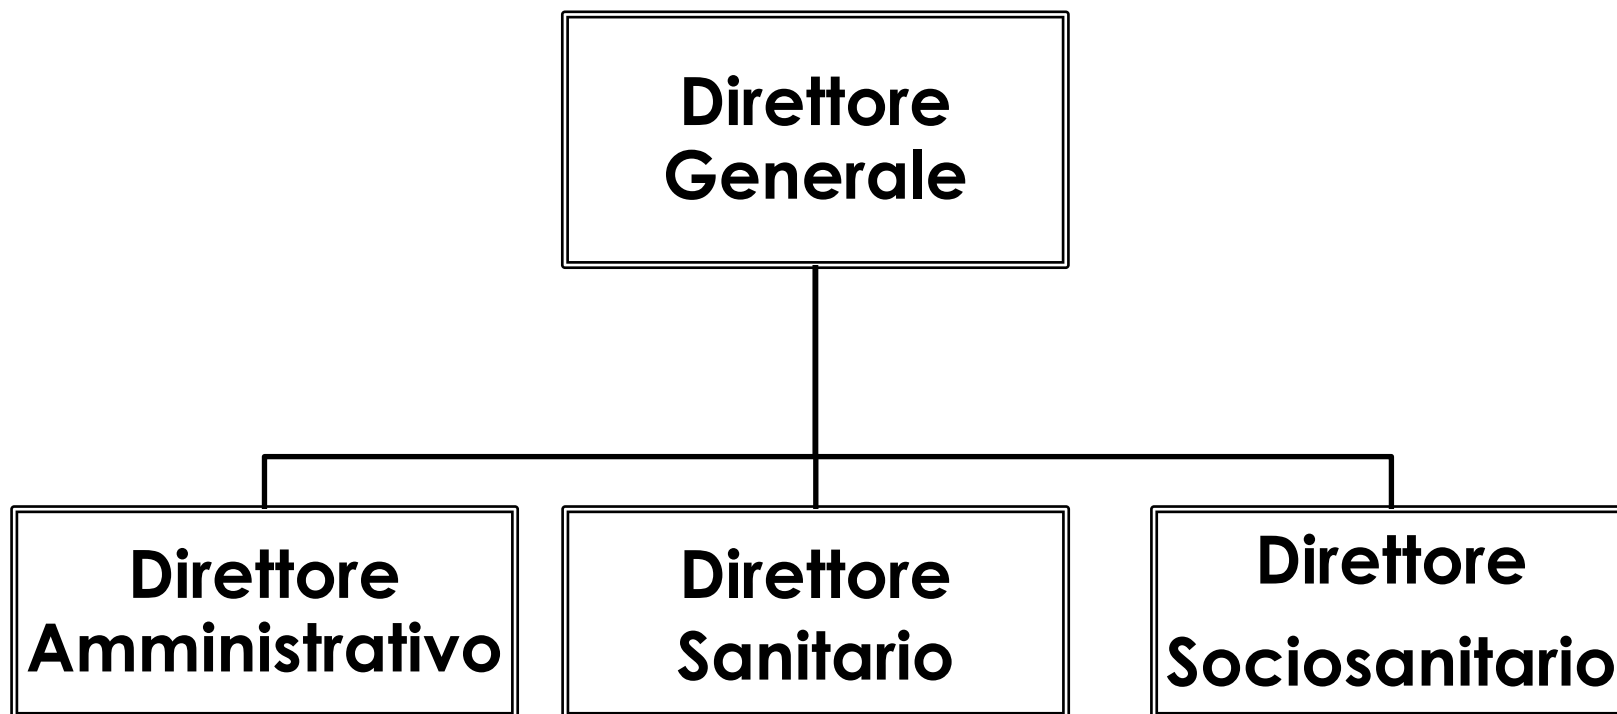 Direttore
Generale
Direttore
Amministrativo
Direttore
Sanitario
Direttore
Sociosanitario